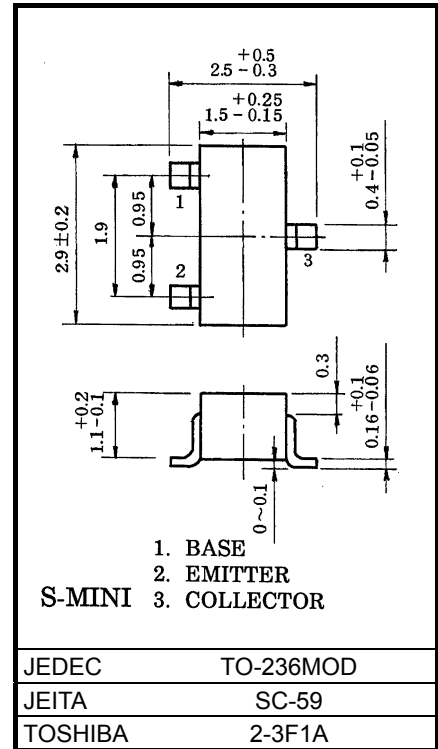 +0.5
2.5 - 0.3
+0.25
1.5 - 0.15
2.9±0.2
1.9
0.95
0.95
1
2
3
+0.1
0.4-0.05
+0.2
1.1-0.1
0.3
+0.1
0.16-0.06
0~0.1
1. BASE
2. EMITTER
S-MINI 3. COLLECTOR
JEDEC TO-236MOD
JEITA SC-59
TOSHIBA 2-3F1A